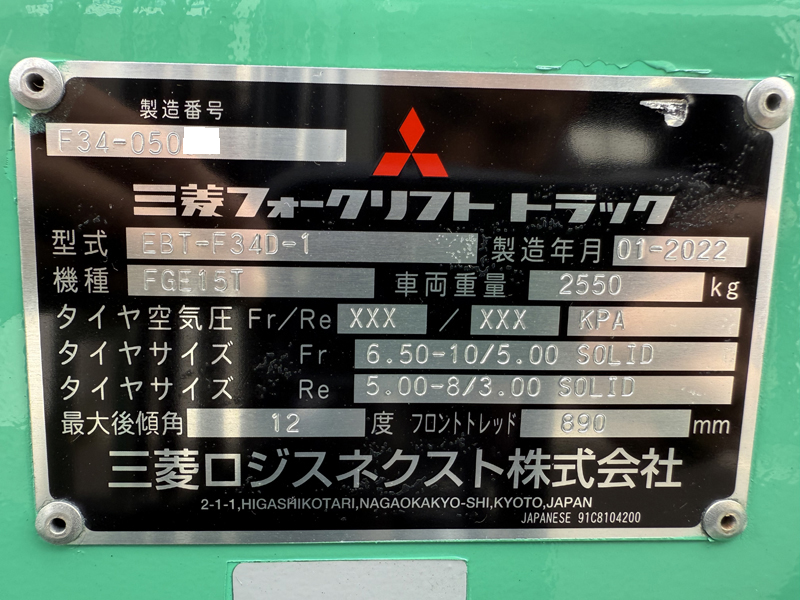 製造番号
F34-050
三菱フォークリフト トラック
型式 EBT-F34D-1 製造年月 01-2022
機種 FGE15T 車両重量 2550 kg
タイヤ空気圧 Fr/Re XXX / XXX KPA
タイヤサイズ Fr 6.50-10/5.00 SOLID
タイヤサイズ Re 5.00-8/3.00 SOLID
最大後傾角 12 度 フロントトレッド 890 mm
三菱ロジスネクスト株式会社
2-1-1,HIGASHIKOTARI,NAGAOKAKYO-SHI,KYOTO,JAPAN
JAPANESE 91C8104200